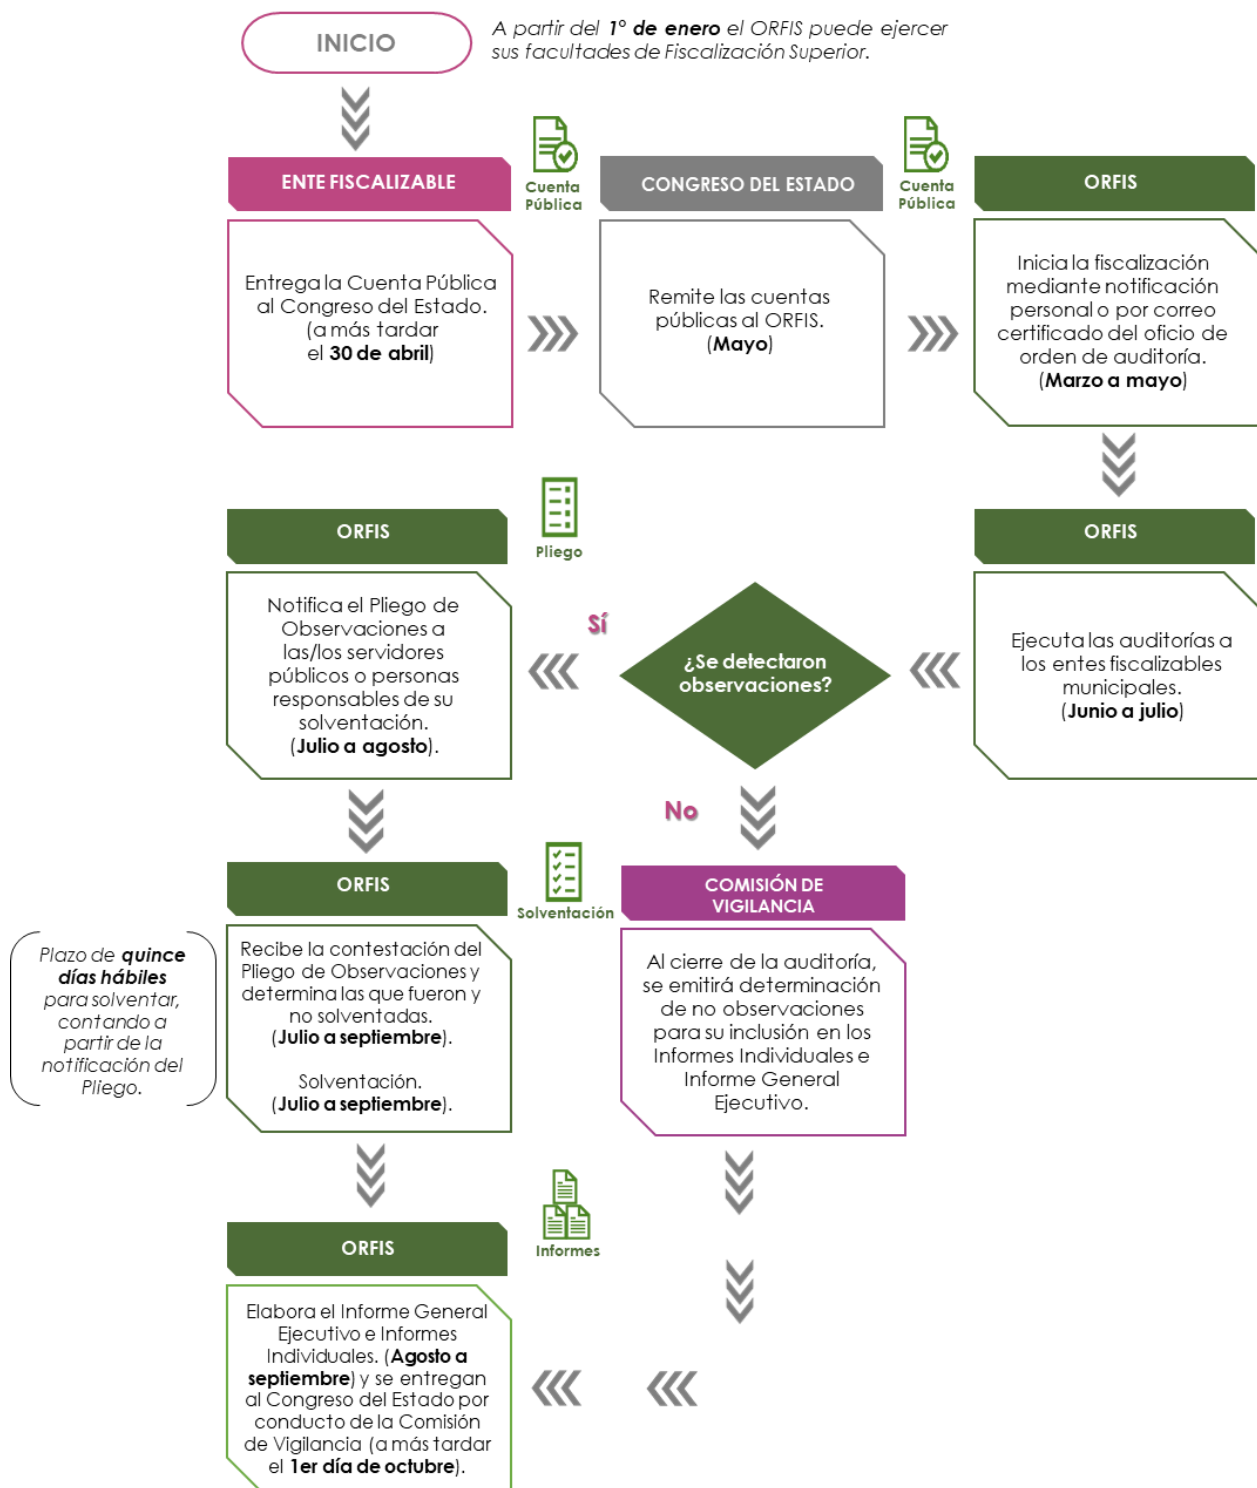 INICIO
A partir del 1° de enero el ORFIS puede ejercer
sus facultades de Fiscalización Superior.
ENTE FISCALIZABLE
Cuenta
Pública
CONGRESO DEL ESTADO
Cuenta
Pública
ORFIS
Entrega la Cuenta Pública
al Congreso del Estado.
(a más tardar
el 30 de abril)
Remite las cuentas
públicas al ORFIS.
(Mayo)
Inicia la fiscalización
mediante notificación
personal o por correo
certificado del oficio de
orden de auditoría.
(Marzo a mayo)
ORFIS
Ejecuta las auditorías a
los entes fiscalizables
municipales.
(Junio a julio)
¿Se detectaron
observaciones?
Sí
Pliego
ORFIS
Notifica el Pliego de
Observaciones a
las/los servidores
públicos o personas
responsables de su
solventación.
(Julio a agosto).
No
ORFIS
Solventación
Plazo de quince
días hábiles
para solventar,
contando a
partir de la
notificación del
Pliego.
Recibe la contestación del
Pliego de Observaciones y
determina las que fueron y
no solventadas.
(Julio a septiembre).
Solventación.
(Julio a septiembre).
COMISIÓN DE
VIGILANCIA
Al cierre de la auditoría,
se emitirá determinación
de no observaciones
para su inclusión en los
Informes Individuales e
Informe General
Ejecutivo.
ORFIS
Informes
Elabora el Informe General
Ejecutivo e Informes
Individuales. (Agosto a
septiembre) y se entregan
al Congreso del Estado por
conducto de la Comisión
de Vigilancia (a más tardar
el 1er día de octubre).